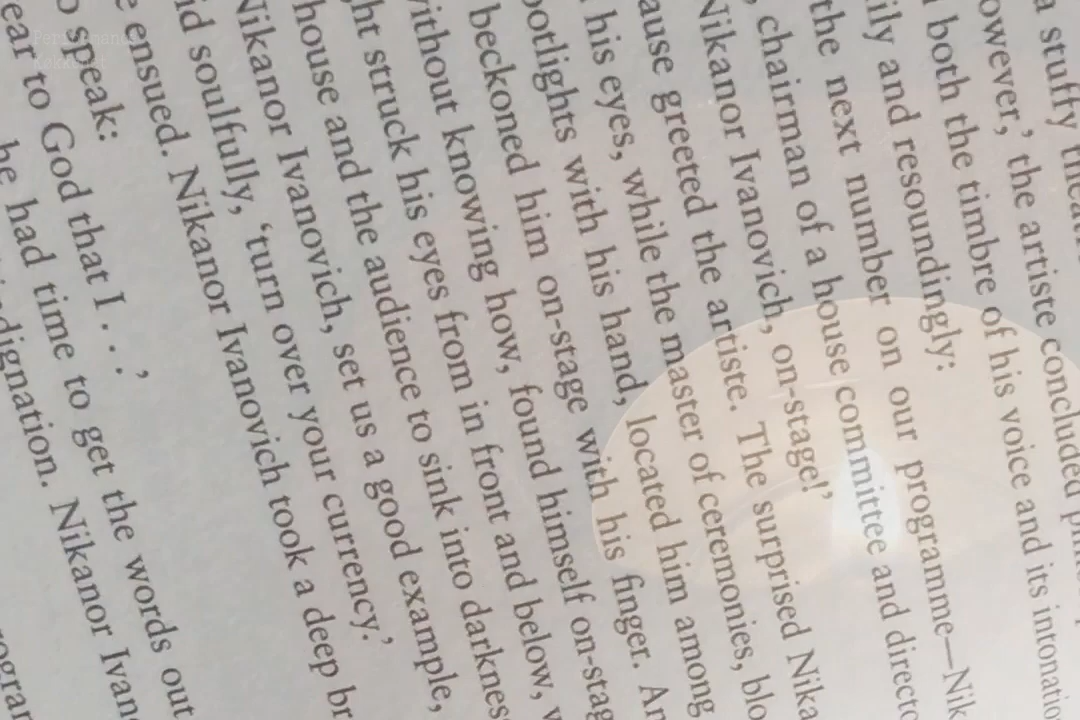 a stuffy
owever,' the artiste concluded
both the timbre of his voice and its intonatio
ily and resoundingly:
the next number on our programme—Nik
, chairman of a house committee and directo
Nikanor Ivanovich, on-stage!'
ause greeted the artiste. The surprised Nika
his eyes, while the master of ceremonies, blo
ootlights with his hand, located him among
beckoned him on-stage with his finger. An
ithout knowing how, found himself on-stag
ht struck his eyes from in front and below, w
house and the audience to sink into darkness
Nikanor Ivanovich, set us a good example,
id soulfully, 'turn over your currency.'
e ensued. Nikanor Ivanovich took a deep br
o speak:
ear to God that I . . .'
he had time to get the words out
dignation. Nikanor Ivano
rogra
Performance